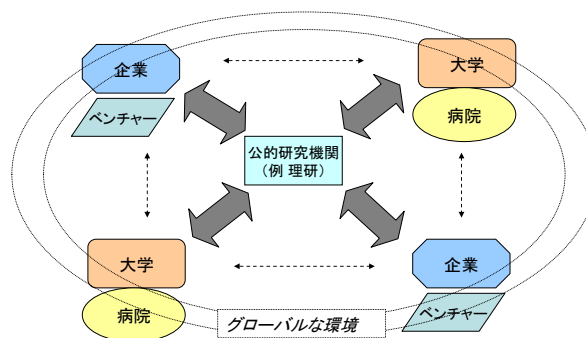 企業
ベンチャー
大学
病院
公的研究機関
（例 理研）
大学
病院
企業
ベンチャー
グローバルな環境